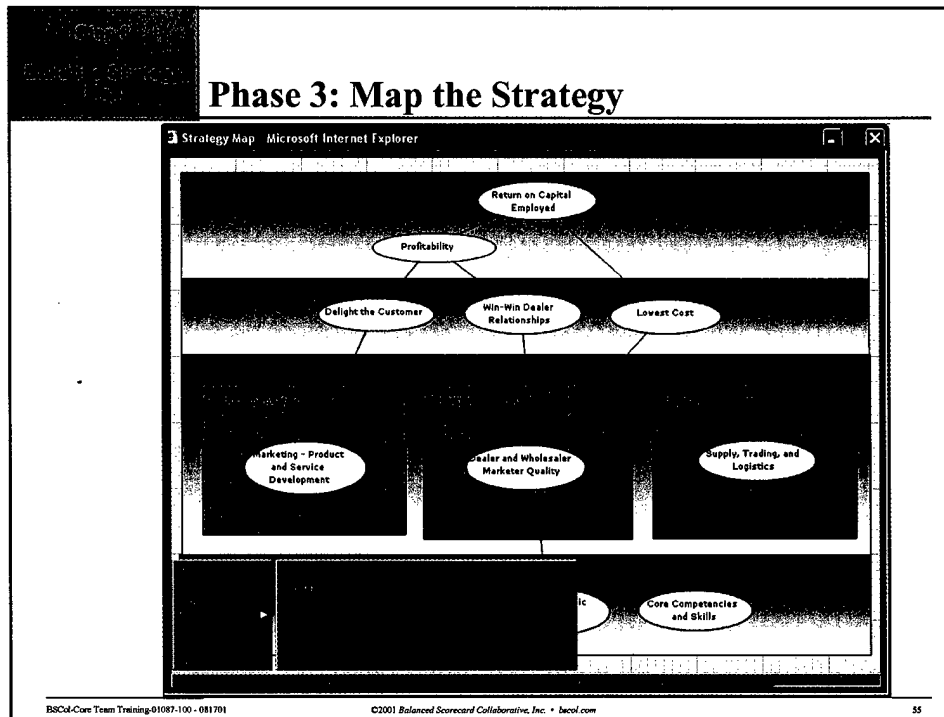 Phase 3: Map the Strategy
Strategy Map Microsoft Internet Explorer
Return on Capital
Employed
Profitability
Delight the Customer
Win-Win Dealer
Relationships
Lowest Cost
Marketing - Product
and Service
Development
Dealer and Wholesaler
Marketer Quality
Supply, Trading, and
Logistics
ic
Core Competencies
and Skills
BSCol-Core Team Training-01087-100 - 081701
©2001 Balanced Scorecard Collaborative, Inc. • bscol.com
55